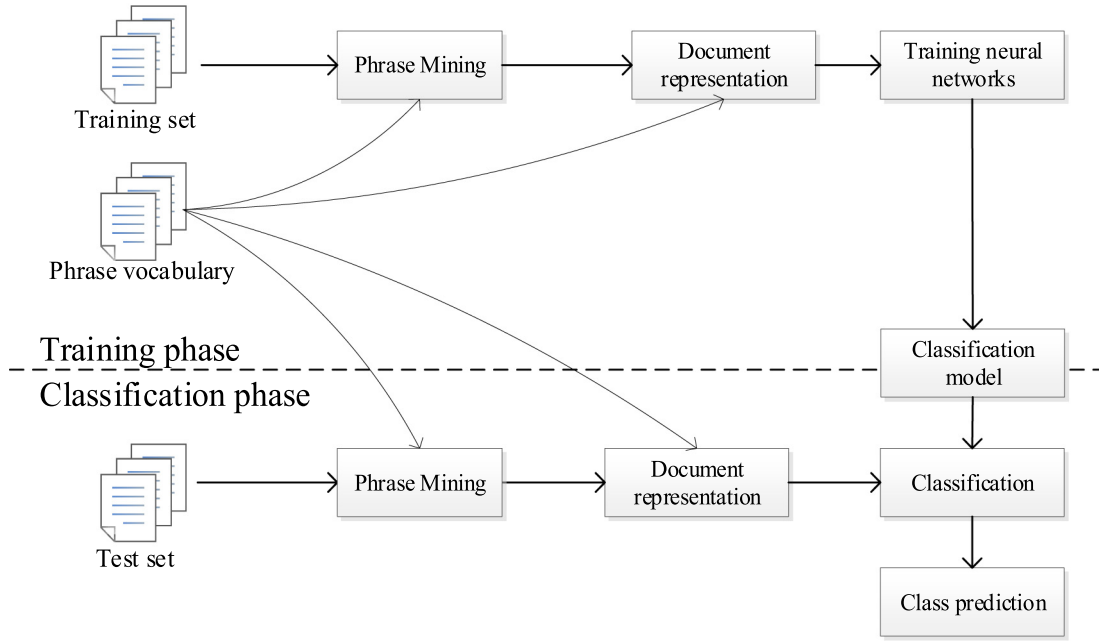 Training set
Phrase Mining
Document
representation
Training neural
networks
Phrase vocabulary
Training phase
Classification phase
Classification
model
Test set
Phrase Mining
Document
representation
Classification
Class prediction